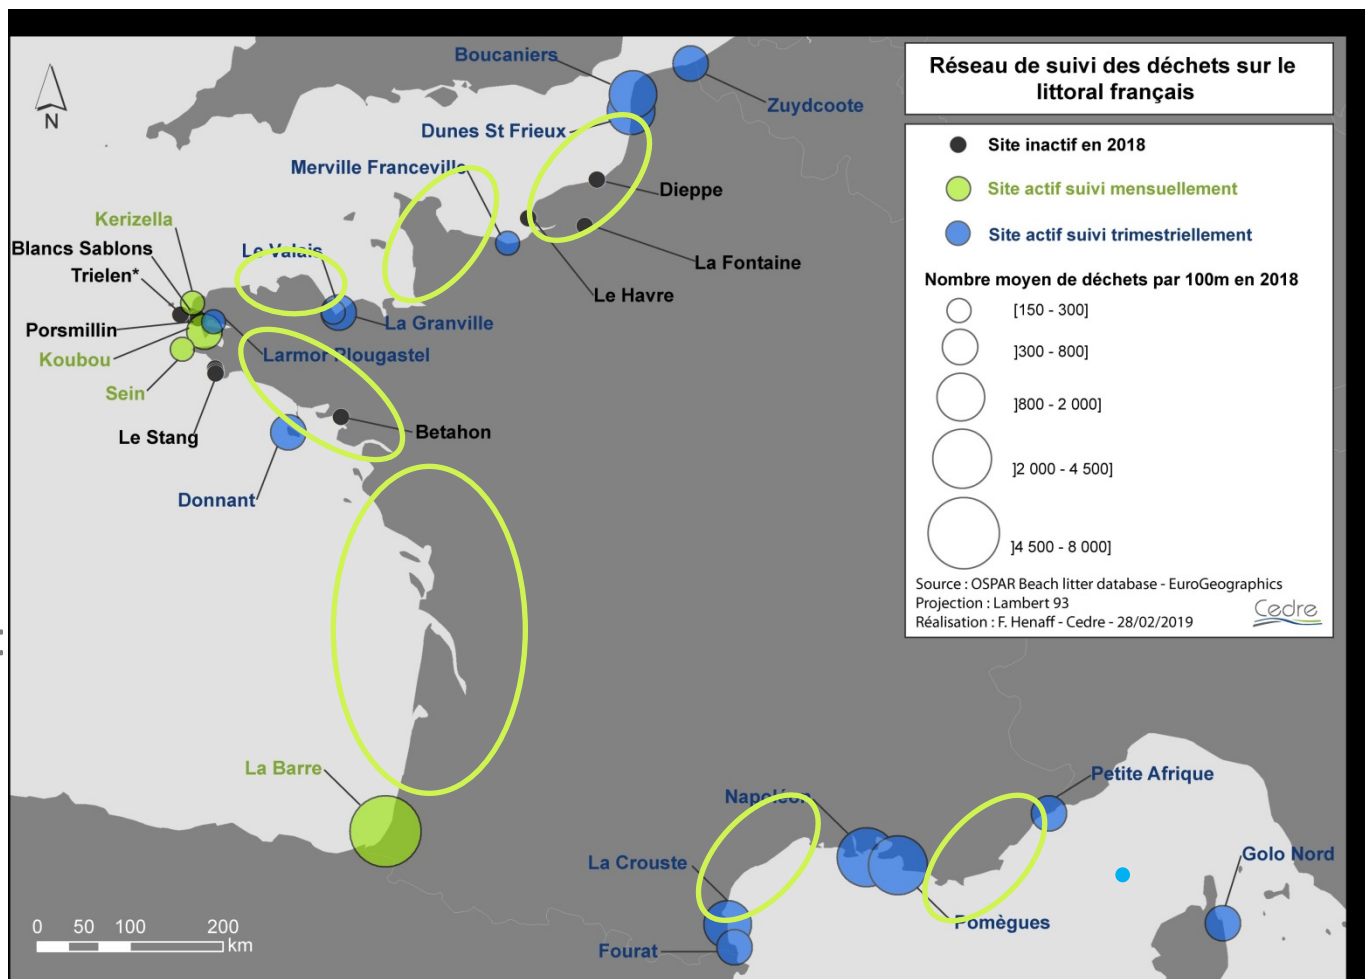 Boucaniers
Zuydcoote
Dunes St Frieux
Merville Franceville
Dieppe
Kerizella
Blancs Sablons
Le Valais
La Fontaine
Trielen*
Le Havre
Porsmillin
La Granville
Koubou
Larmor Plougastel
Sein
Le Stang
Betahon
Donnant
La Barre
Petite Afrique
Napoléon
La Crouste
Golo Nord
Pomègues
Fourat
N
0 50 100 200
km
Réseau de suivi des déchets sur le
littoral français
Site inactif en 2018
Site actif suivi mensuellement
Site actif suivi trimestriellement
Nombre moyen de déchets par 100m en 2018
[150 - 300]
]300 - 800]
]800 - 2 000]
]2 000 - 4 500]
]4 500 - 8 000]
Source : OSPAR Beach litter database - EuroGeographics
Projection : Lambert 93
Réalisation : F. Henaff - Cedre - 28/02/2019
Cedre